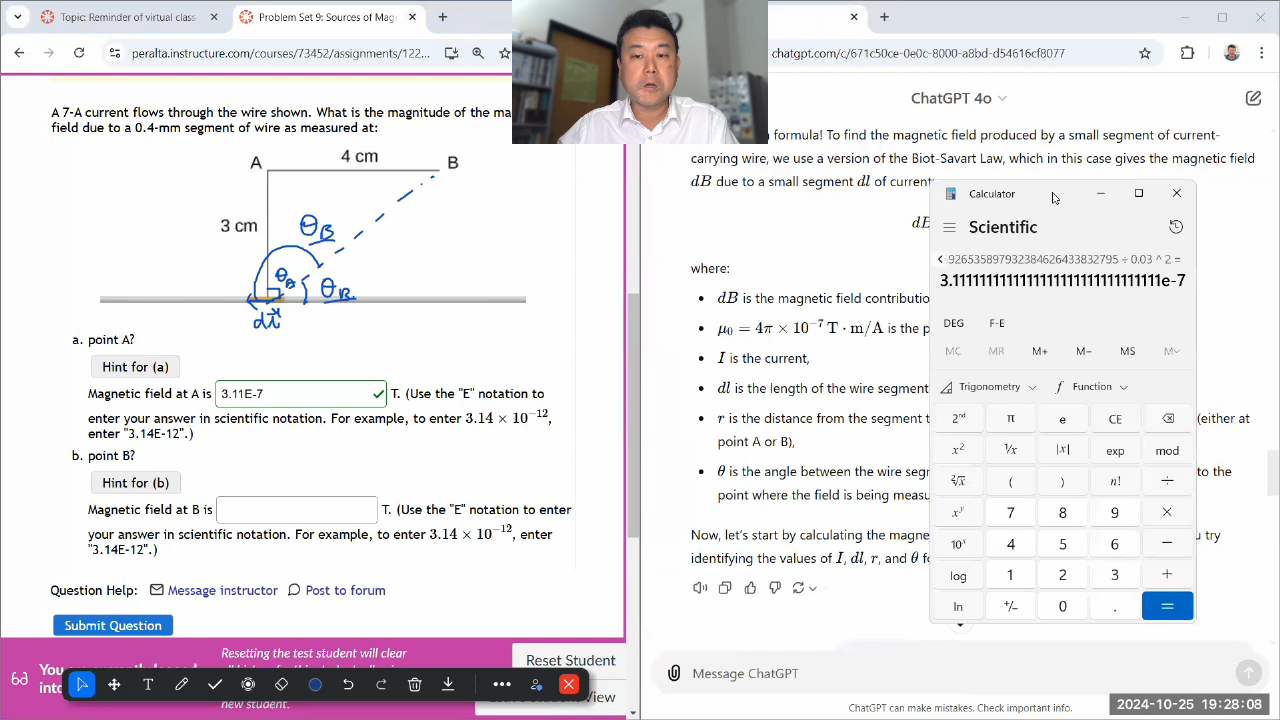 Topic: Reminder of virtual class
Problem Set 9: Sources of Mag
peralta.instructure.com/courses/73452/assignments/122...
chatgpt.com/c/671c50ce-de0c-8000-a8bd-d54616cf8077
A 7-A current flows through the wire shown. What is the magnitude of the ma
field due to a 0.4-mm segment of wire as measured at:
A
4 cm
B
3 cm
θB
θA
θB
dl
a. point A?
Hint for (a)
Magnetic field at A is 3.11E-7 T. (Use the "E" notation to
enter your answer in scientific notation. For example, to enter 3.14 × 10⁻¹²,
enter "3.14E-12".)
b. point B?
Hint for (b)
Magnetic field at B is T. (Use the "E" notation to enter
your answer in scientific notation. For example, to enter 3.14 × 10⁻¹², enter
"3.14E-12".)
Question Help: Message instructor Post to forum
Submit Question
Resetting the test student will clear
new student.
Reset Student
View
ChatGPT 4o
formula! To find the magnetic field produced by a small segment of current-
carrying wire, we use a version of the Biot-Savart Law, which in this case gives the magnetic field
dB due to a small segment dl of current
where:
• dB is the magnetic field contributio
• μ₀ = 4π × 10⁻⁷ T · m/A is the p
• I is the current,
• dl is the length of the wire segment
• r is the distance from the segment t (either at
point A or B),
• θ is the angle between the wire seg to the
point where the field is being measu
Now, let's start by calculating the magne u try
identifying the values of I, dl, r, and θ f
Message ChatGPT
ChatGPT can make mistakes. Check important info.
Calculator
Scientific
92653589793238462643383​2795 ÷ 0.03 ^ 2 =
3.1111111111111111111111111111111e-7
DEG F-E
MC MR M+ M− MS M˅
Trigonometry Function
2ⁿᵈ π e CE
x² ¹/x |x| exp mod
²√x ( ) n! ÷
xʸ 7 8 9 ×
10ˣ 4 5 6 −
log 1 2 3 +
ln +/− 0 . =
2024-10-25 19:28:08